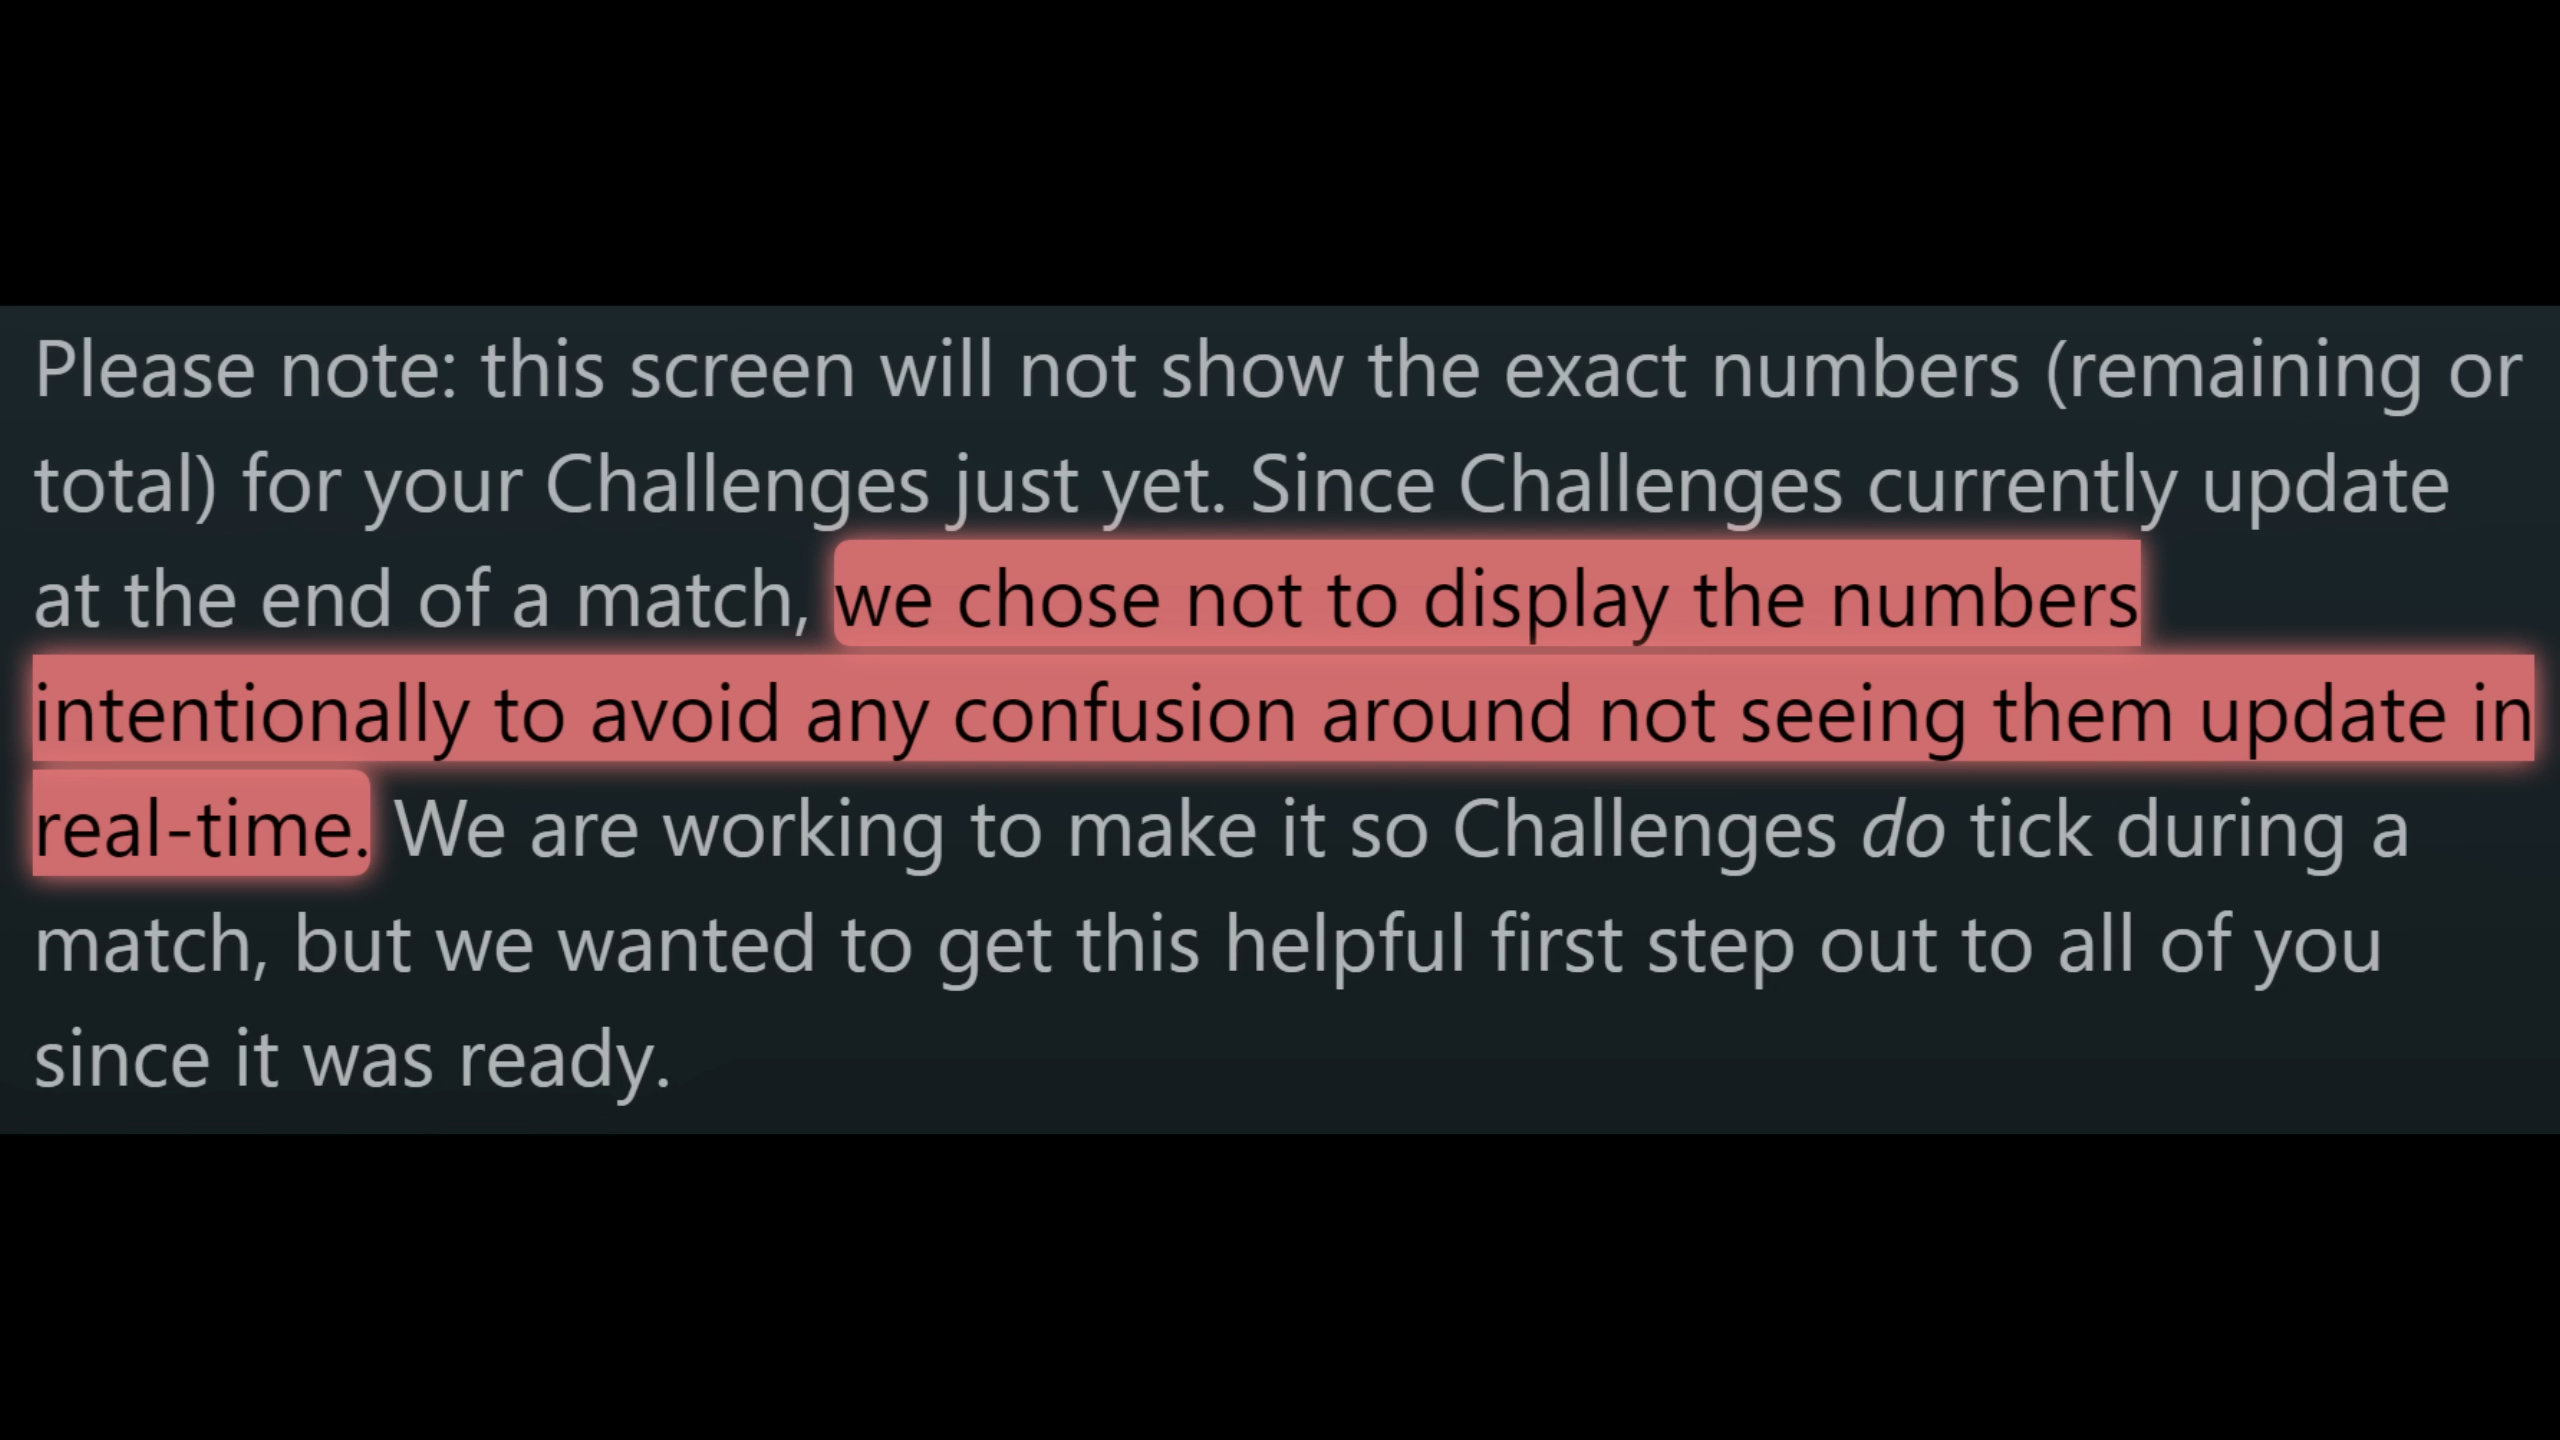 Please note: this screen will not show the exact numbers (remaining or
total) for your Challenges just yet. Since Challenges currently update
at the end of a match, we chose not to display the numbers
intentionally to avoid any confusion around not seeing them update in
real-time. We are working to make it so Challenges do tick during a
match, but we wanted to get this helpful first step out to all of you
since it was ready.